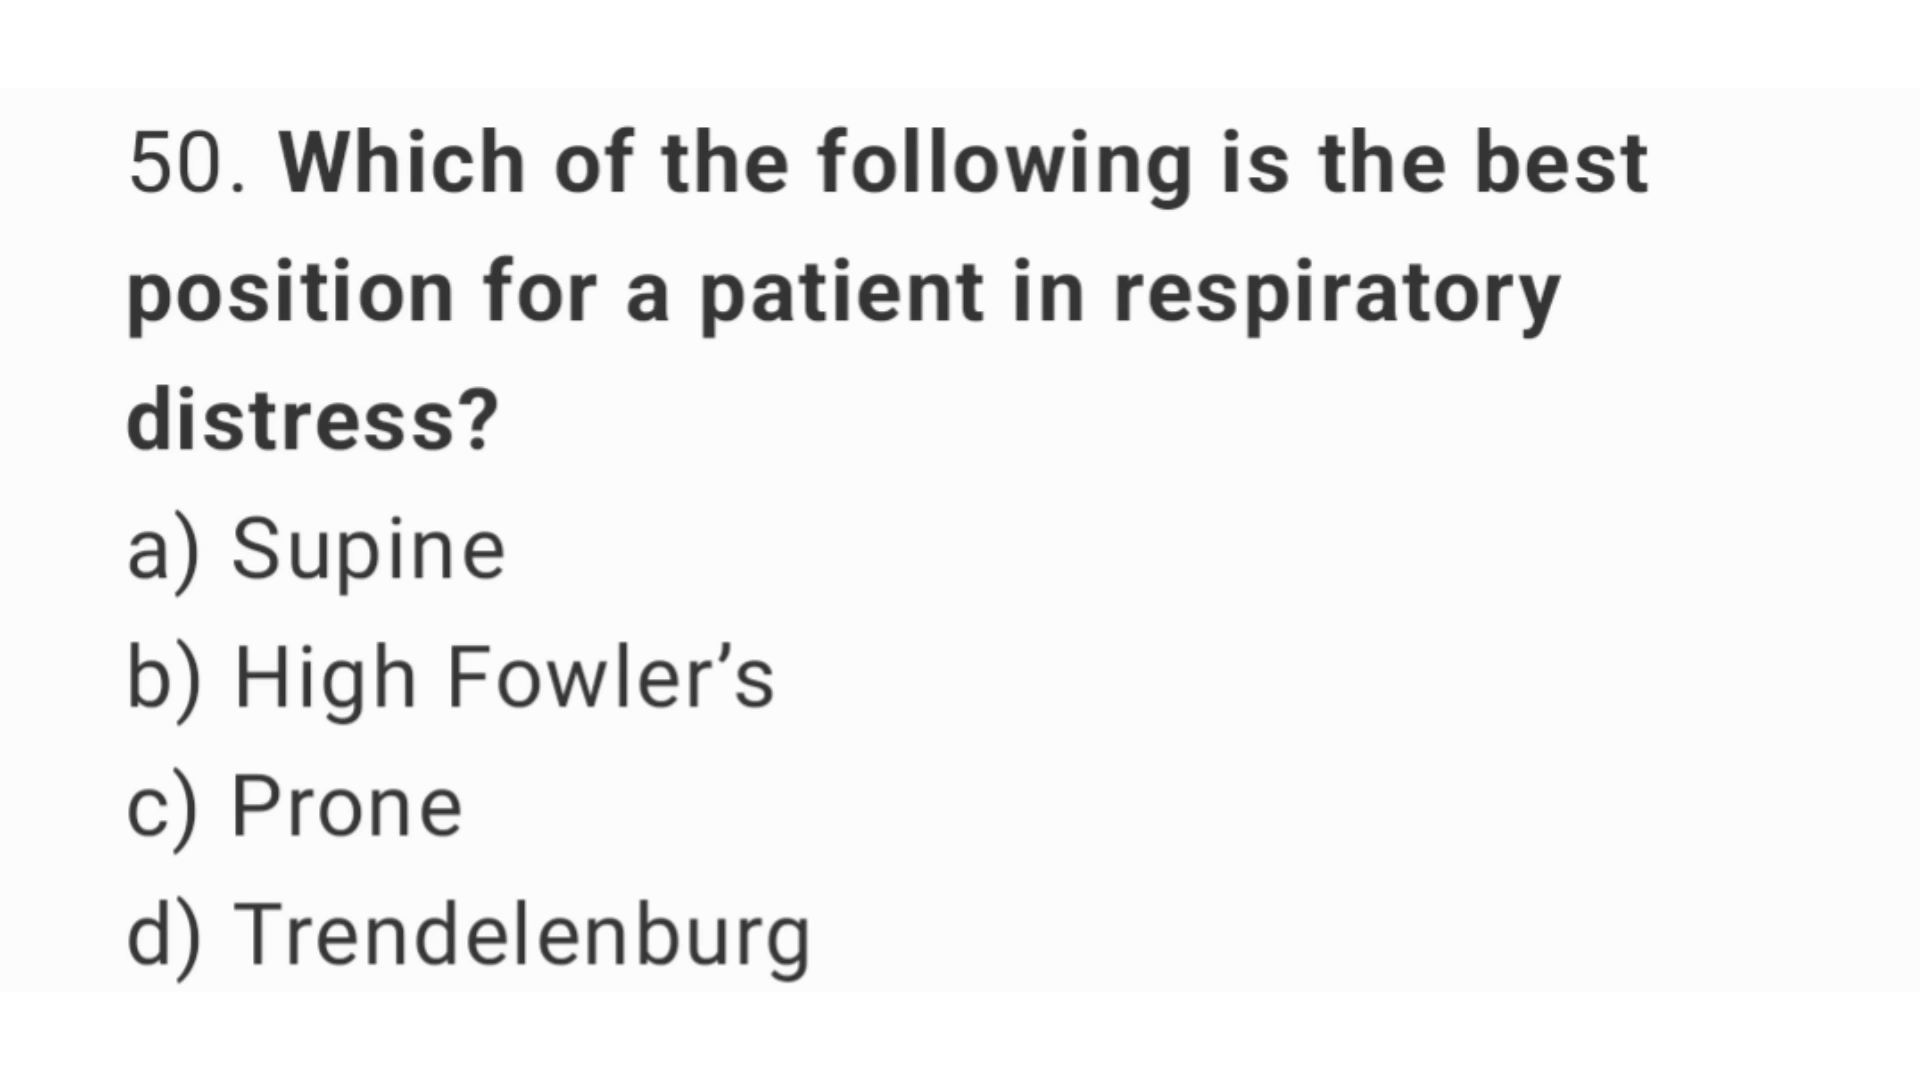 50. Which of the following is the best
position for a patient in respiratory
distress?
a) Supine
b) High Fowler’s
c) Prone
d) Trendelenburg